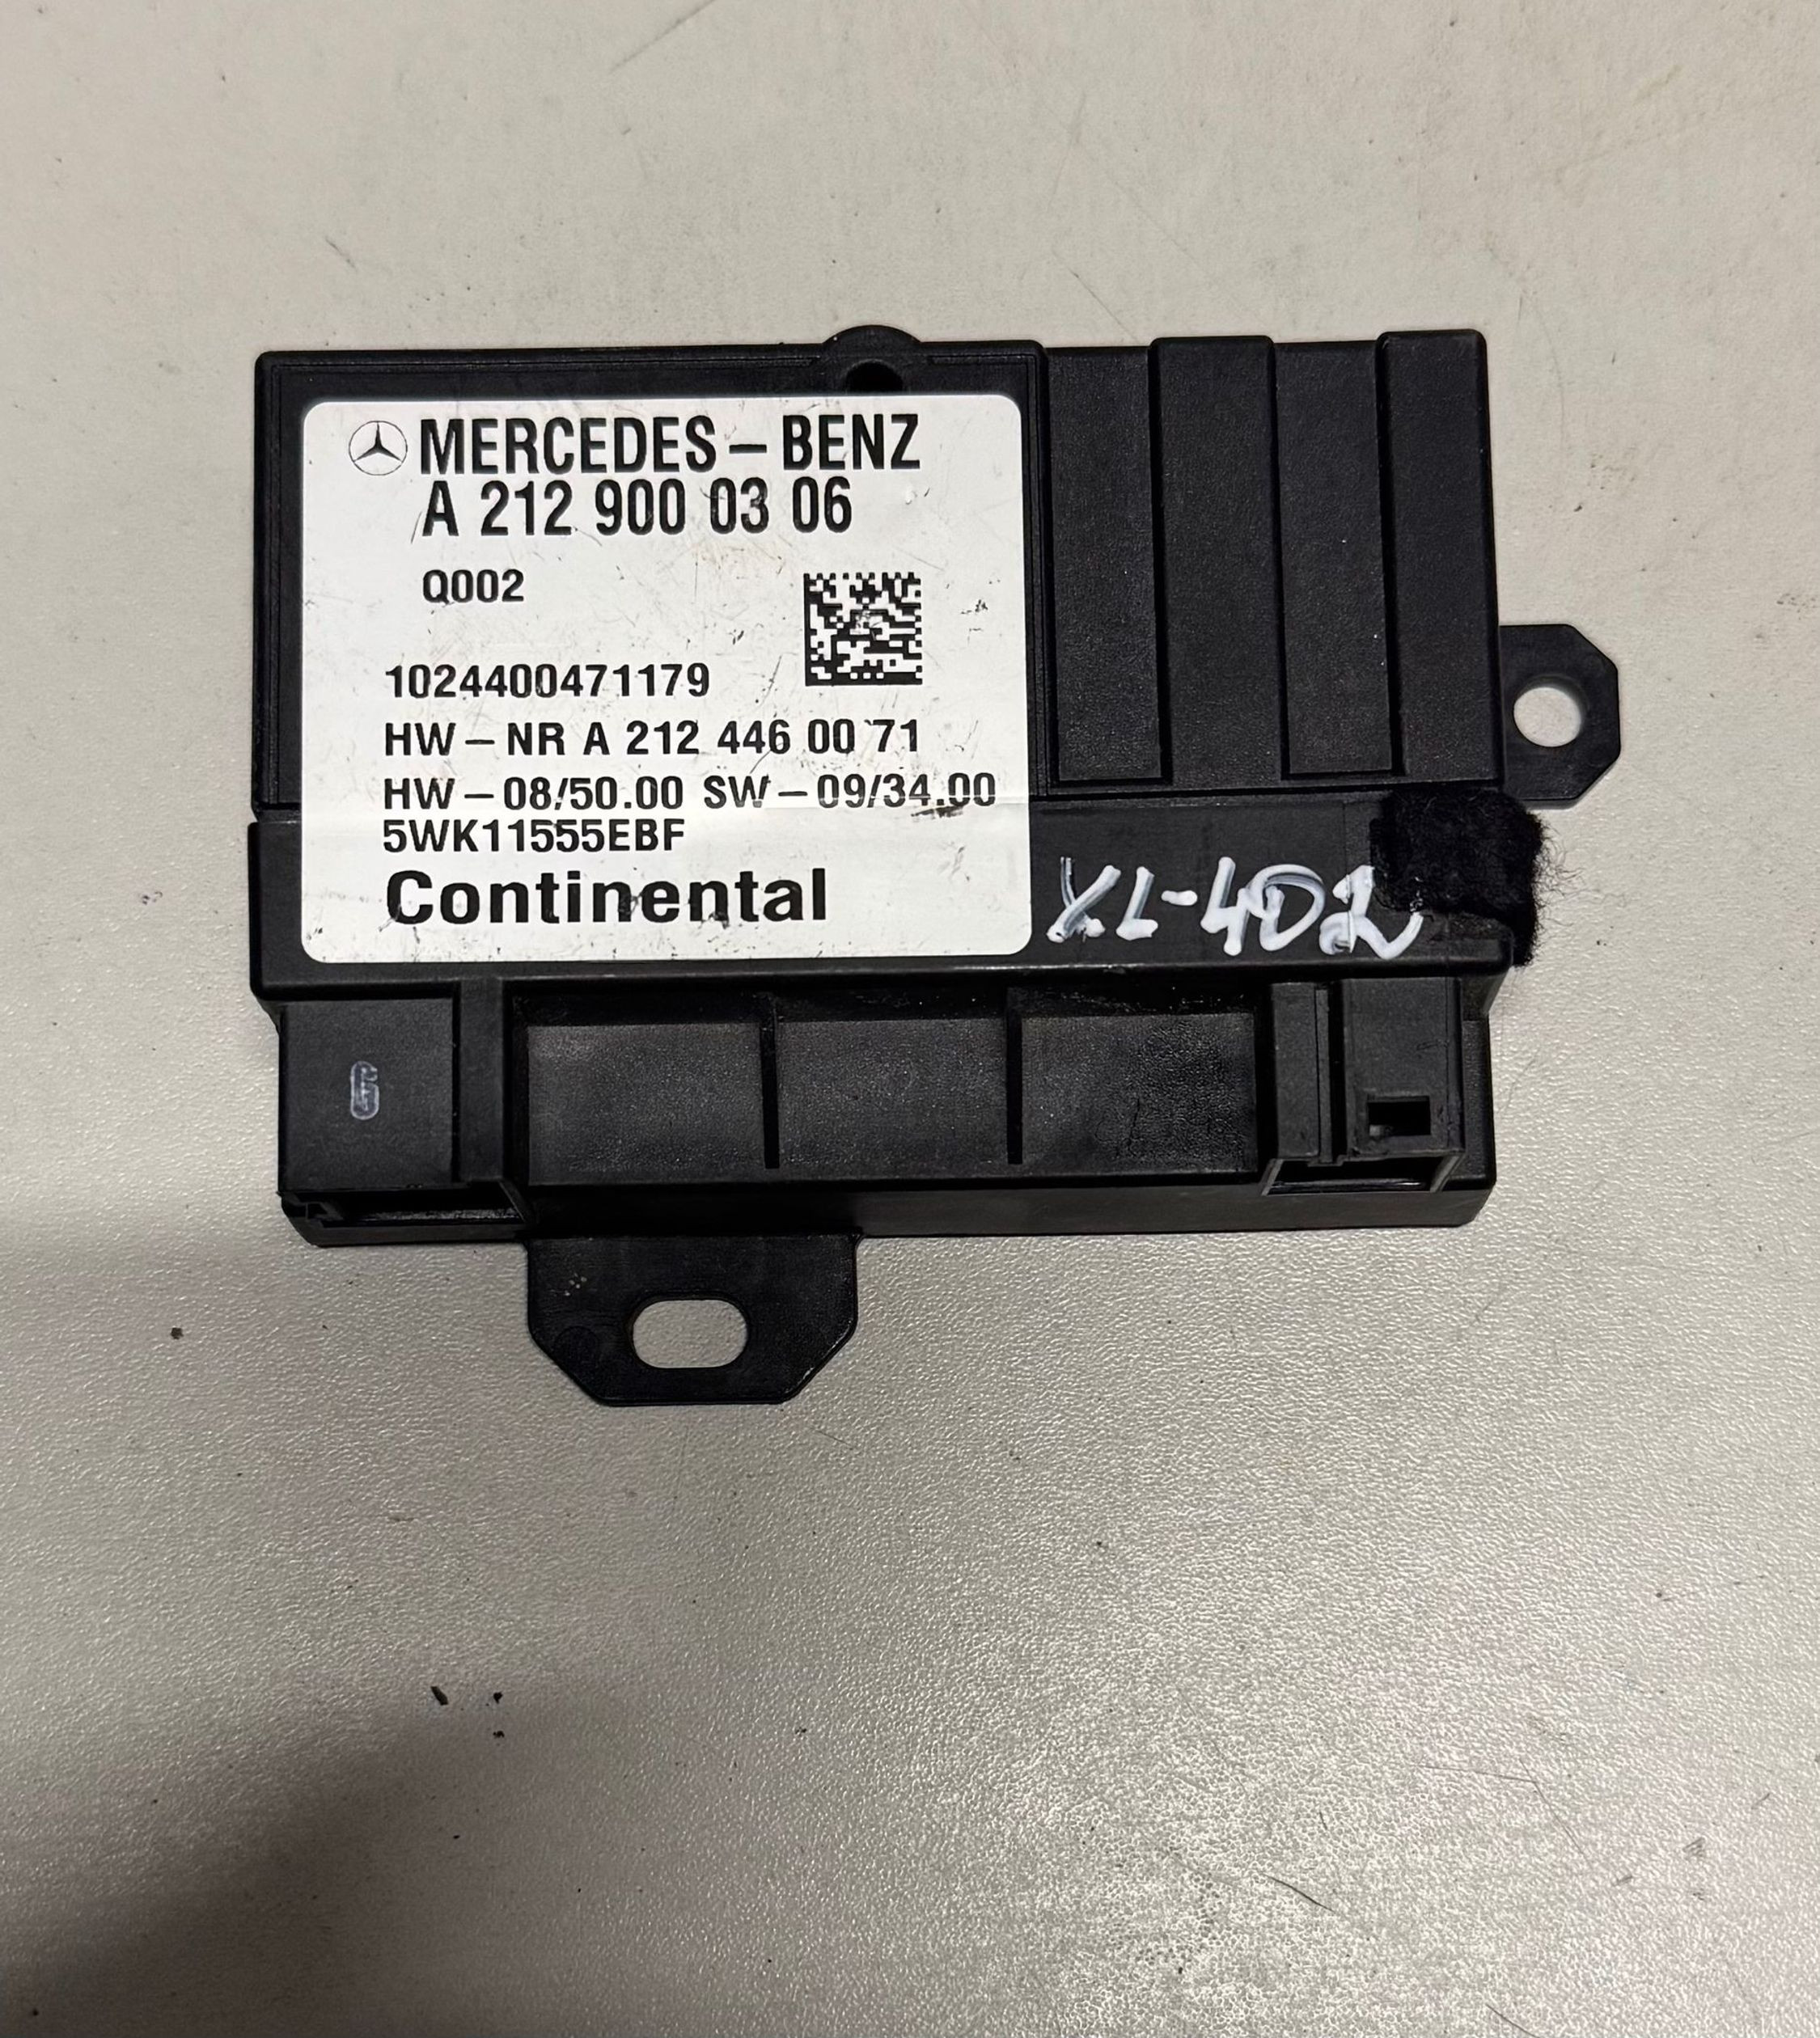 MERCEDES-BENZ
A 212 900 03 06
Q002
1024400471179
HW-NR A 212 446 00 71
HW-08/50.00 SW-09/34.00
5WK11555EBF
Continental
XL-402